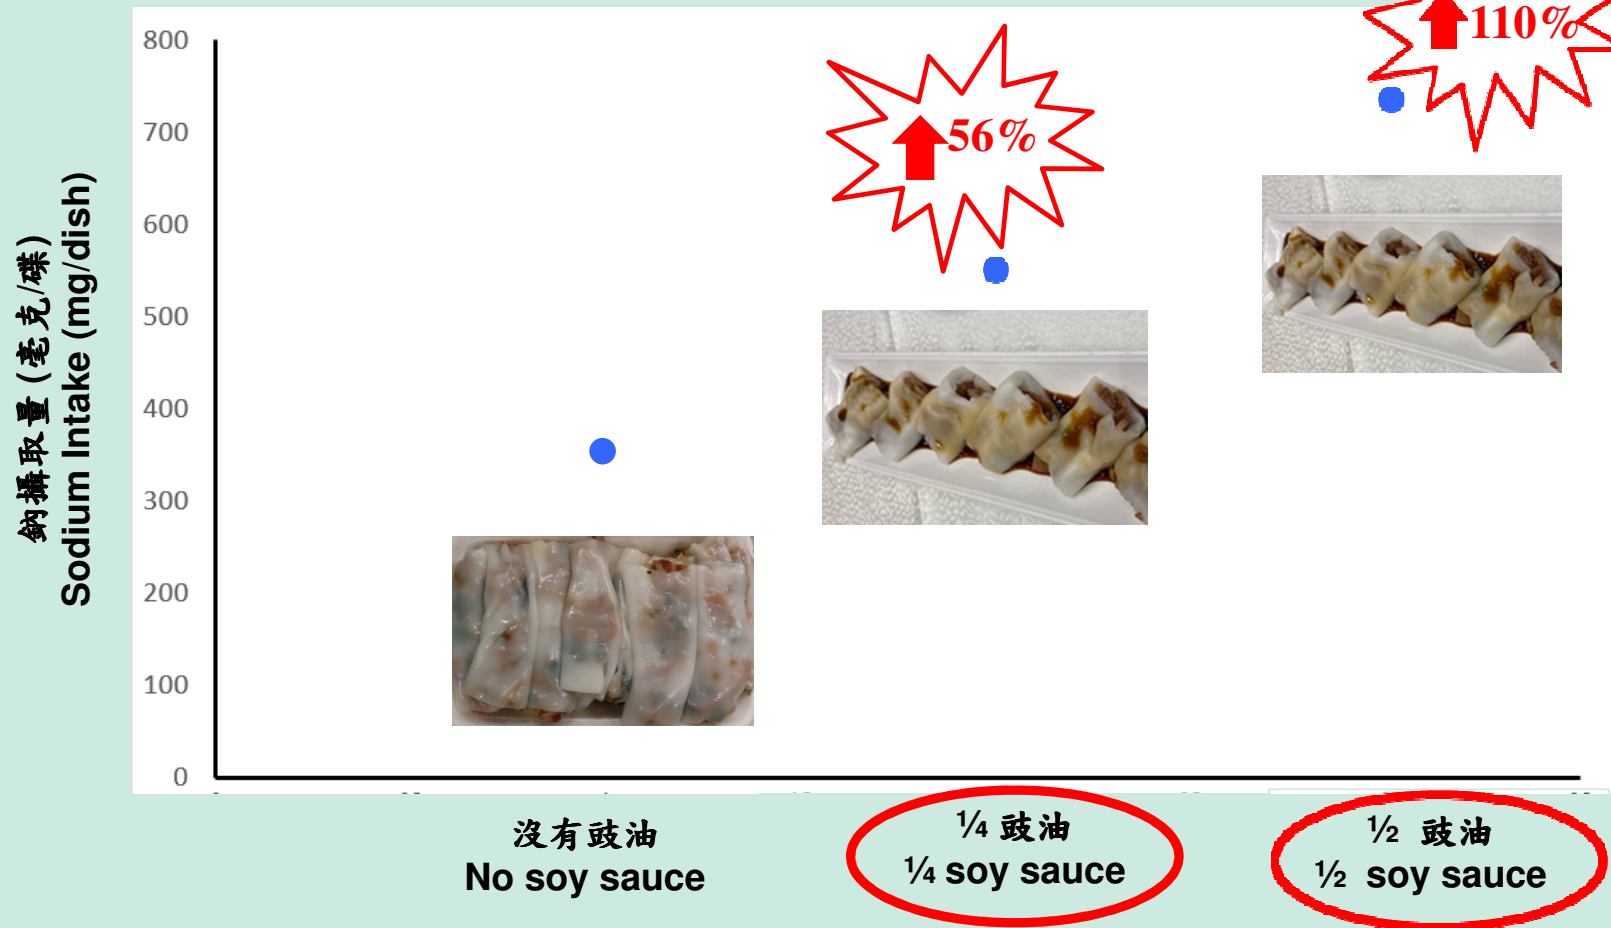 110%
56%
800
700
600
500
400
300
200
100
0
鈉攝取量 (毫克/碟)
Sodium Intake (mg/dish)
沒有豉油
No soy sauce
¼ 豉油
¼ soy sauce
½ 豉油
½ soy sauce